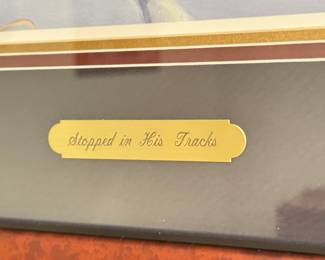 Stopped in His Tracks